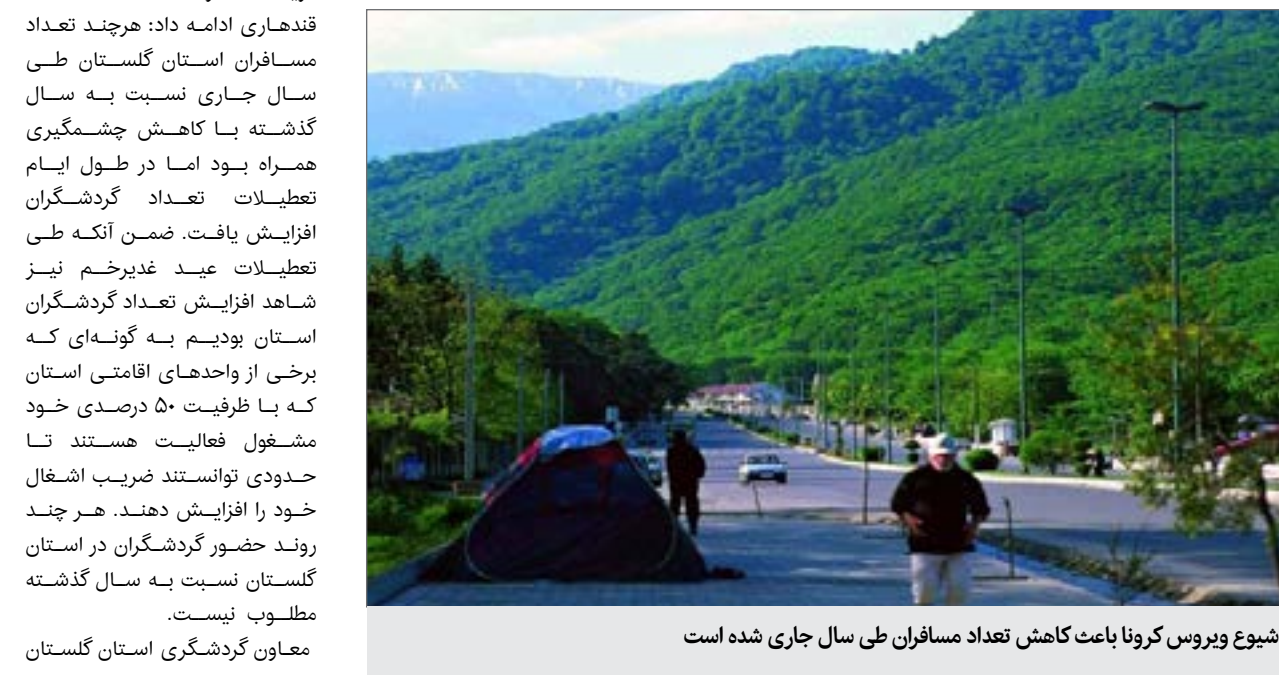 قندهاری ادامه داد: هرچند تعداد
مسافران استان گلستان طی
سال جاری نسبت به سال
گذشته با کاهش چشمگیری
همراه بود اما در طول ایام
تعطیلات تعداد گردشگران
افزایش یافت. ضمن آنکه طی
تعطیلات عید غدیرخم نیز
شاهد افزایش تعداد گردشگران
استان بودیم به گونه‌ای که
برخی از واحدهای اقامتی استان
که با ظرفیت ۵۰ درصدی خود
مشغول فعالیت هستند تا
حدودی توانستند ضریب اشغال
خود را افزایش دهند. هر چند
روند حضور گردشگران در استان
گلستان نسبت به سال گذشته
مطلوب نیست.
معاون گردشگری استان گلستان
شیوع ویروس کرونا باعث کاهش تعداد مسافران طی سال جاری شده است